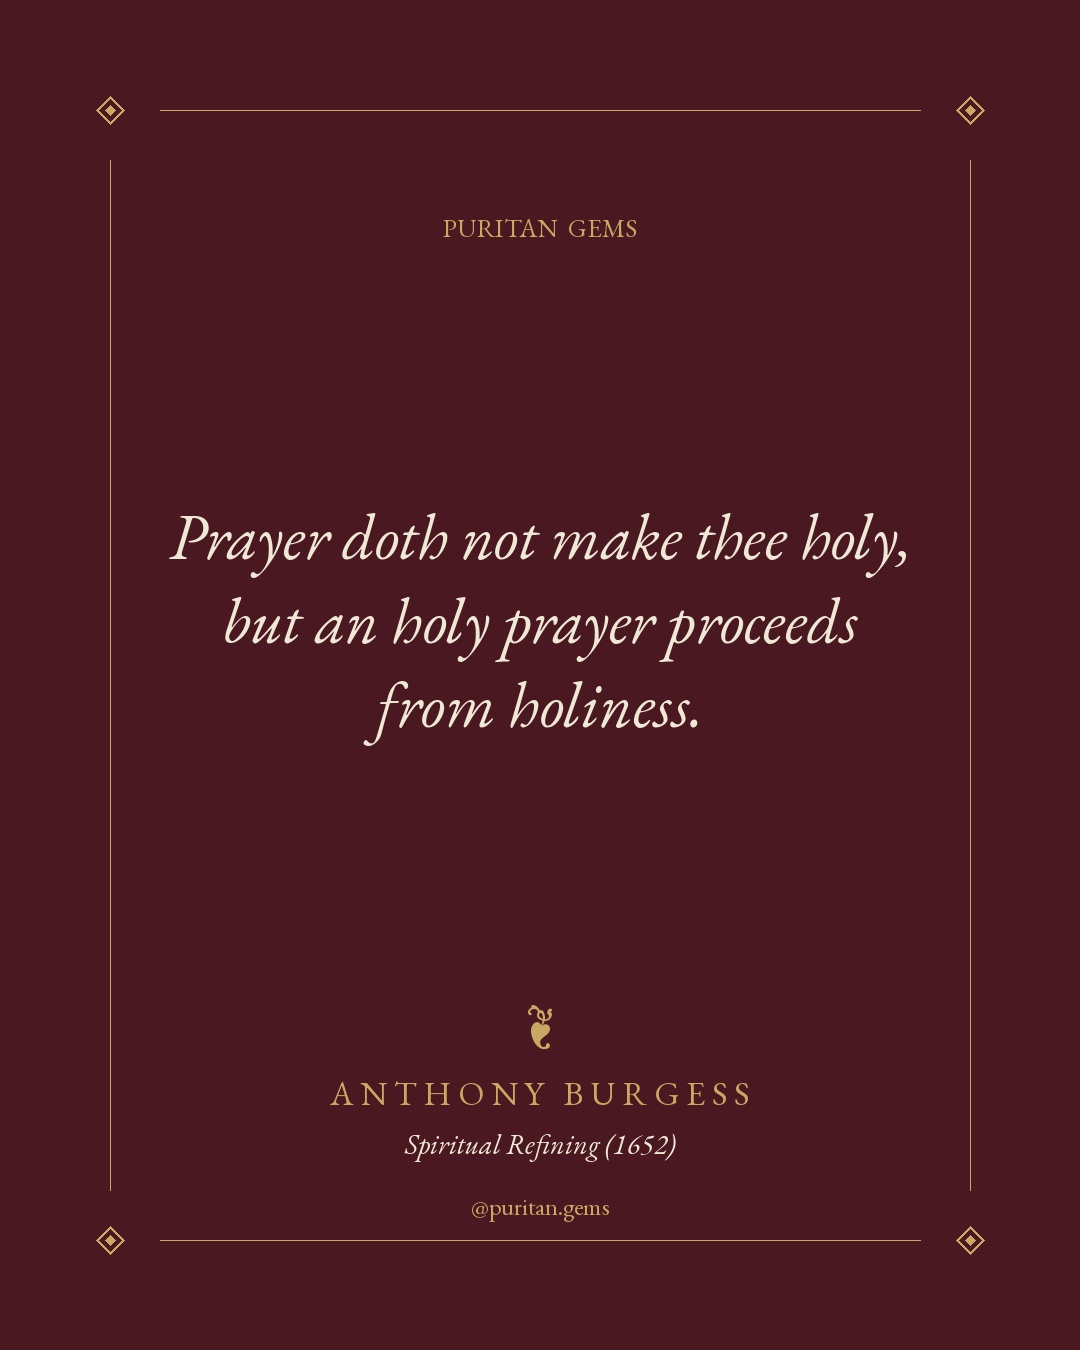 PURITAN GEMS
Prayer doth not make thee holy,
but an holy prayer proceeds
from holiness.
ANTHONY BURGESS
Spiritual Refining (1652)
@puritan.gems